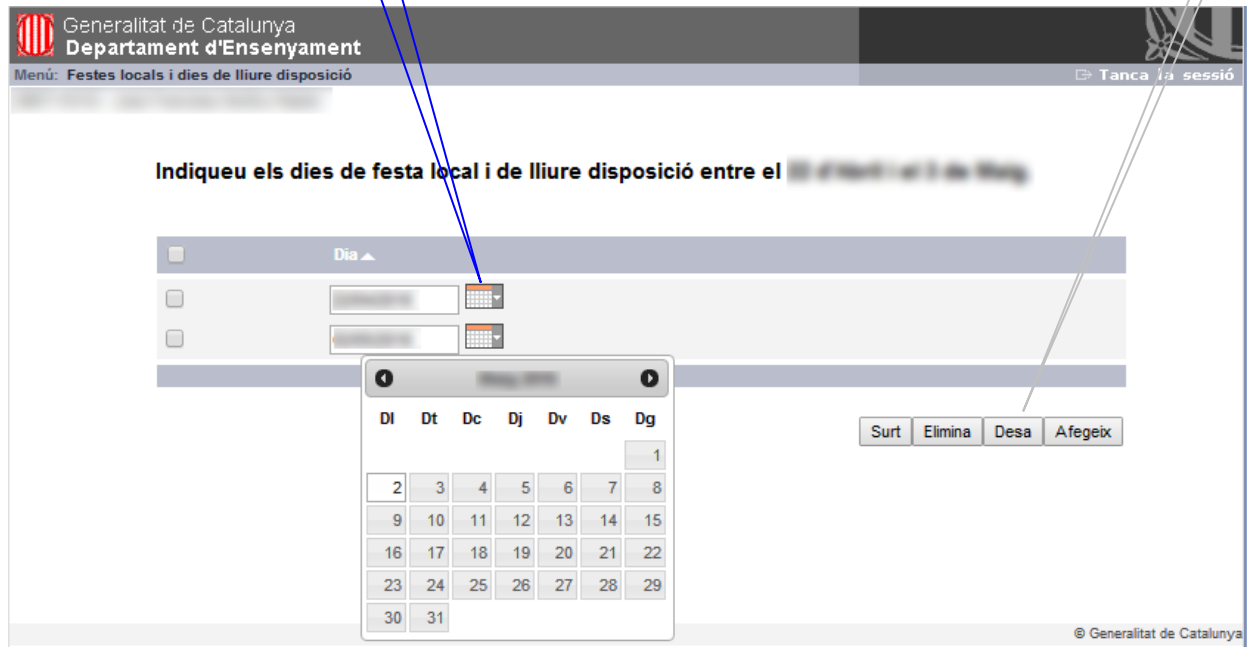 Generalitat de Catalunya
Departament d'Ensenyament
Menú: Festes locals i dies de lliure disposició
Tanca la sessió
Indiqueu els dies de festa local i de lliure disposició entre el
Dia
Dl Dt Dc Dj Dv Ds Dg
1
2 3 4 5 6 7 8
9 10 11 12 13 14 15
16 17 18 19 20 21 22
23 24 25 26 27 28 29
30 31
Surt Elimina Desa Afegeix
© Generalitat de Catalunya